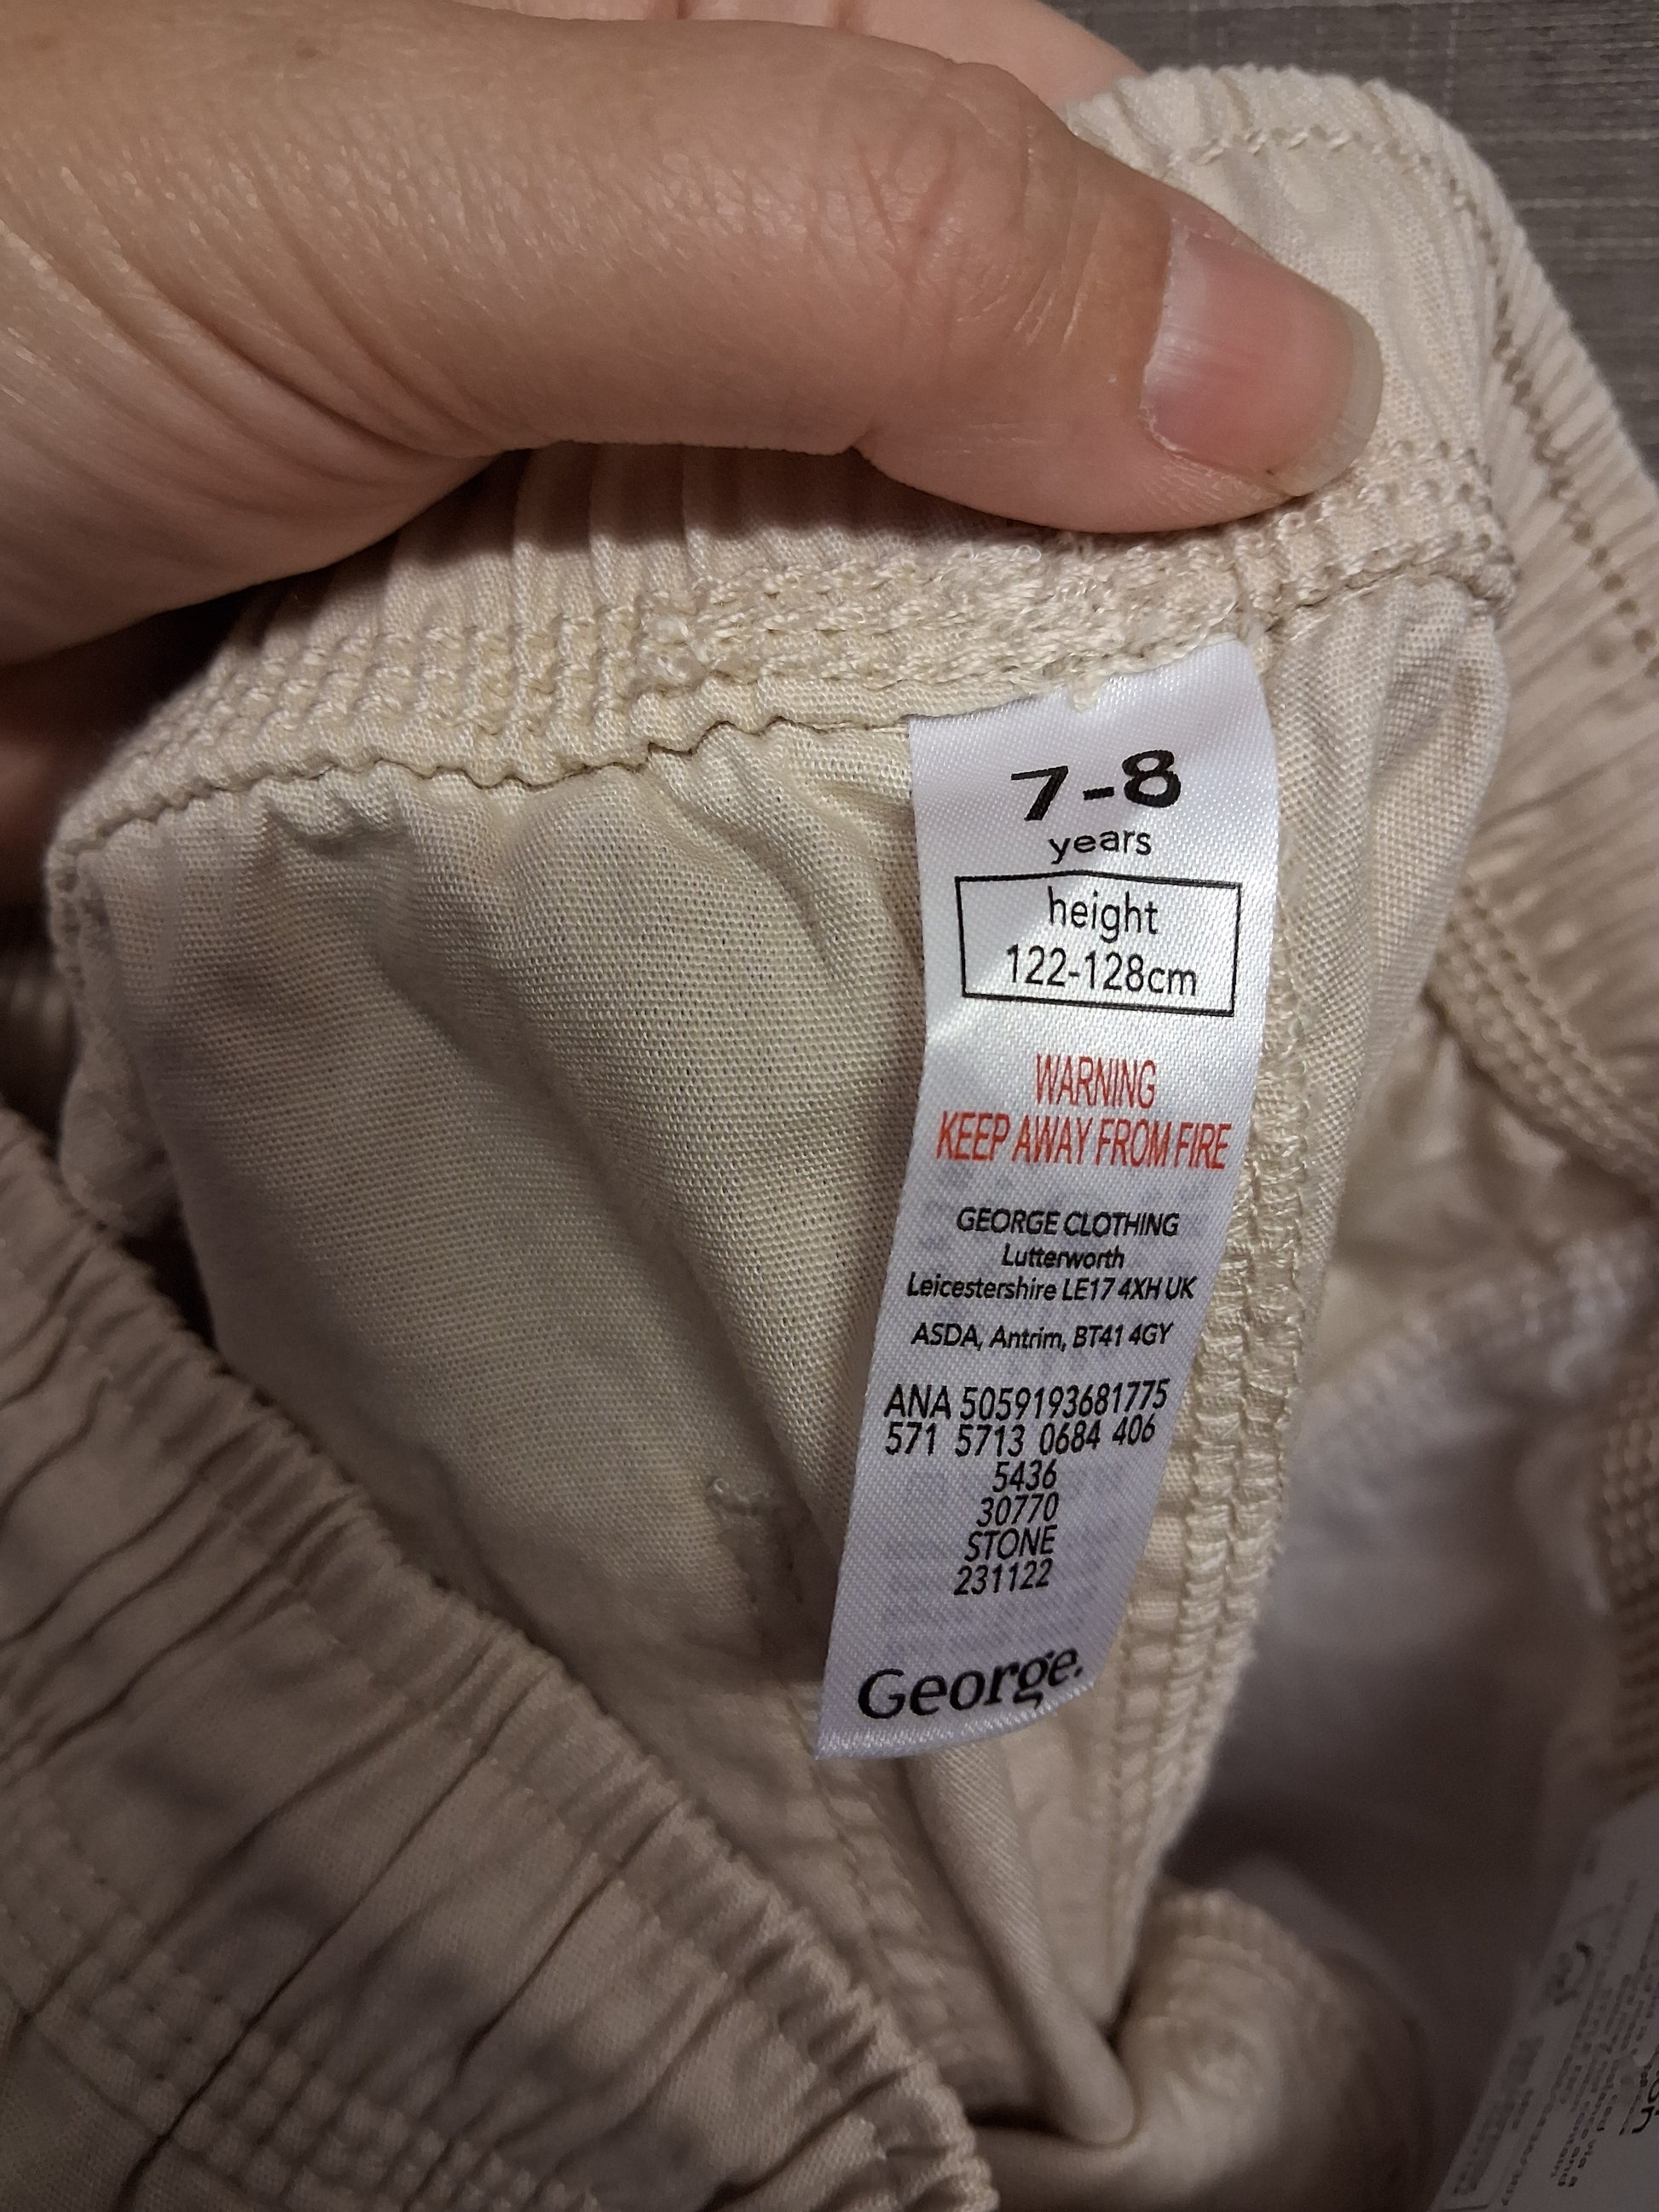 7-8
years
height
122-128cm
WARNING
KEEP AWAY FROM FIRE
GEORGE CLOTHING
Lutterworth
Leicestershire LE17 4XH UK
ASDA, Antrim, BT41 4GY
ANA 5059193681775
571 5713 0684 406
5436
30770
STONE
231122
George.